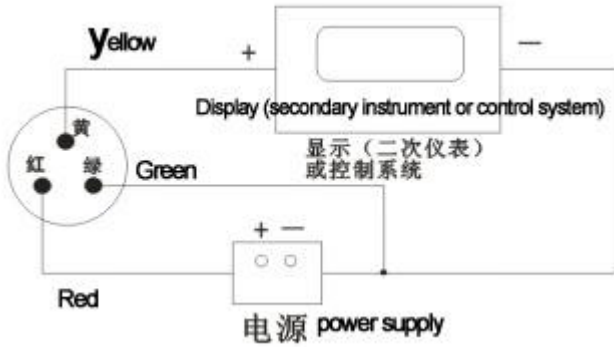 Yellow
+ —
Display (secondary instrument or control system)
显示（二次仪表）
或控制系统
黄
红 绿
Green
+ —
Red
电源 power supply